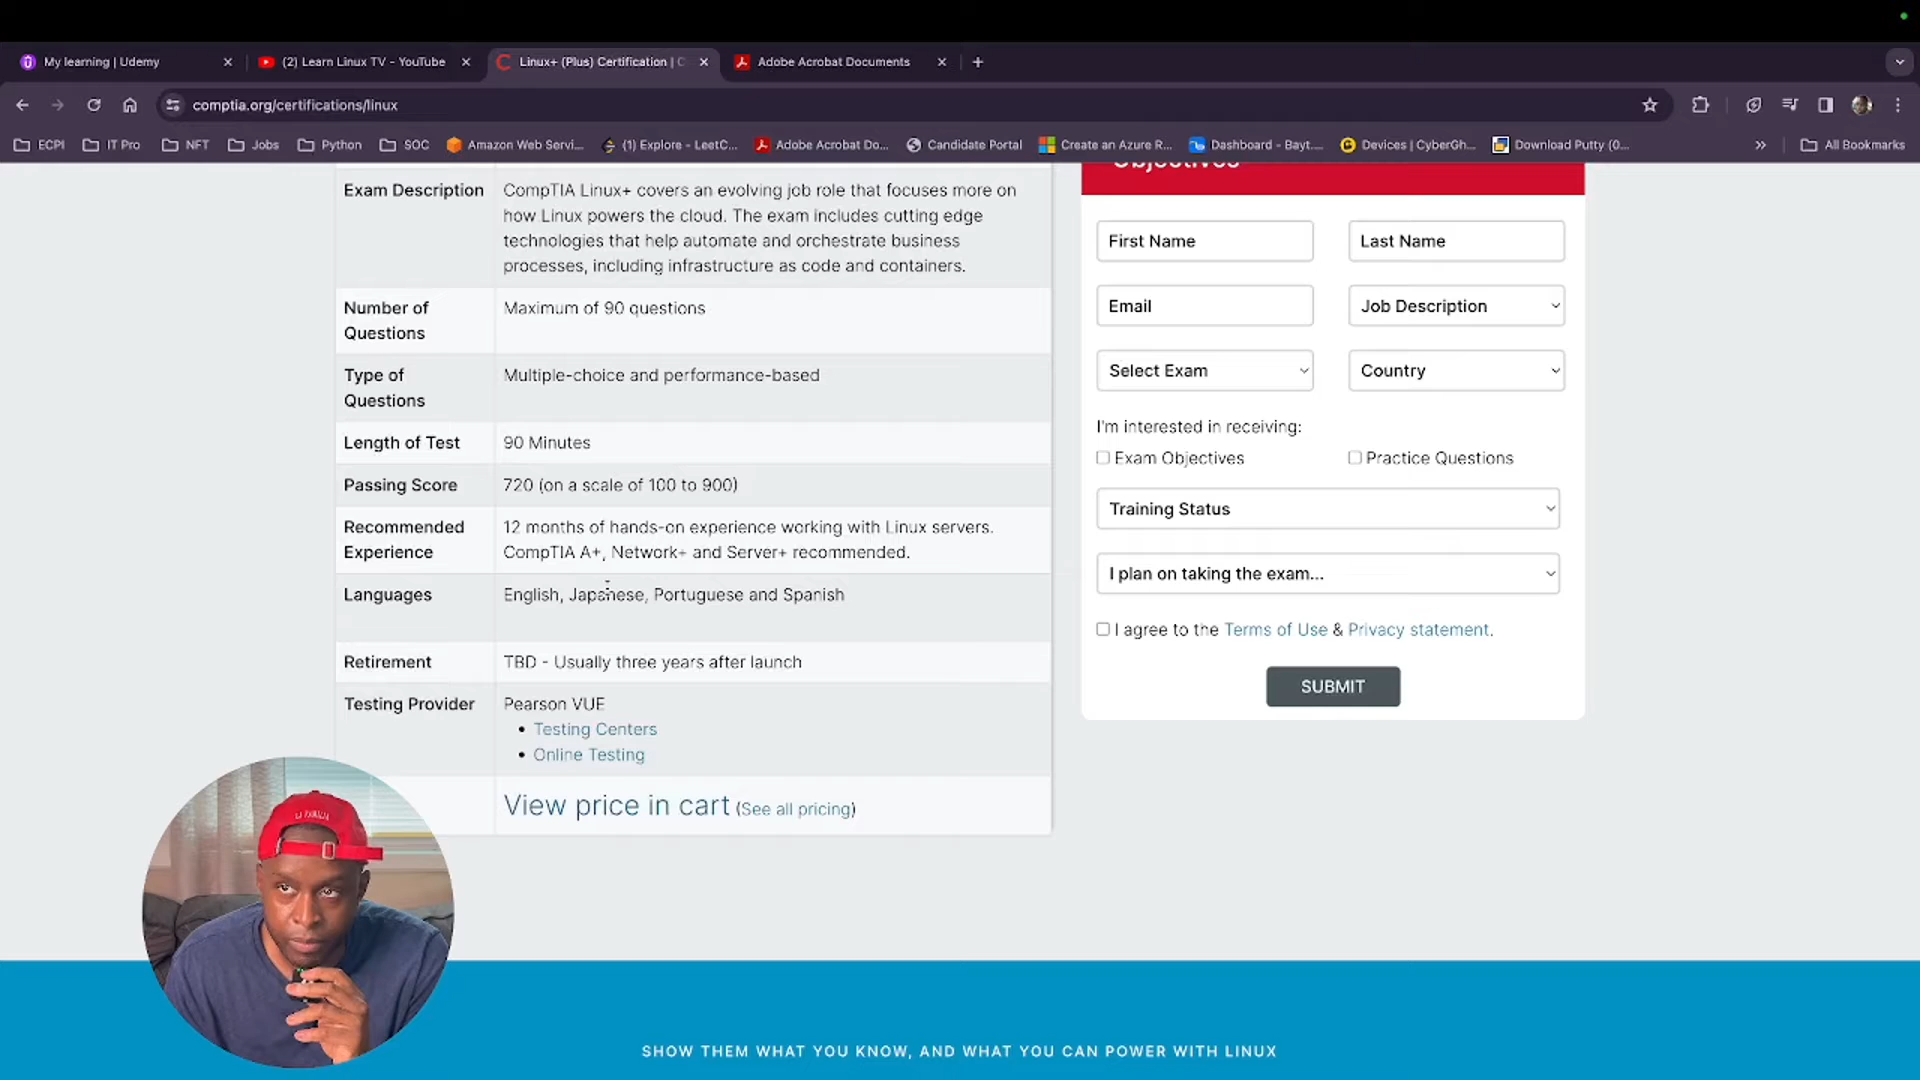 My learning | Udemy
(2) Learn Linux TV - YouTube
Linux+ (Plus) Certification | C
Adobe Acrobat Documents
comptia.org/certifications/linux
ECPI
IT Pro
NFT
Jobs
Python
SOC
Amazon Web Servi...
(1) Explore - LeetC...
Adobe Acrobat Do...
Candidate Portal
Create an Azure R...
Dashboard - Bayt....
Devices | CyberGh...
Download Putty (0...
All Bookmarks
Objectives
Exam Description
CompTIA Linux+ covers an evolving job role that focuses more on
how Linux powers the cloud. The exam includes cutting edge
technologies that help automate and orchestrate business
processes, including infrastructure as code and containers.
Number of
Questions
Maximum of 90 questions
Type of
Questions
Multiple-choice and performance-based
Length of Test
90 Minutes
Passing Score
720 (on a scale of 100 to 900)
Recommended
Experience
12 months of hands-on experience working with Linux servers.
CompTIA A+, Network+ and Server+ recommended.
Languages
English, Japanese, Portuguese and Spanish
Retirement
TBD - Usually three years after launch
Testing Provider
Pearson VUE
• Testing Centers
• Online Testing
View price in cart (See all pricing)
First Name
Last Name
Email
Job Description
Select Exam
Country
I'm interested in receiving:
Exam Objectives
Practice Questions
Training Status
I plan on taking the exam...
I agree to the Terms of Use & Privacy statement.
SUBMIT
SHOW THEM WHAT YOU KNOW, AND WHAT YOU CAN POWER WITH LINUX